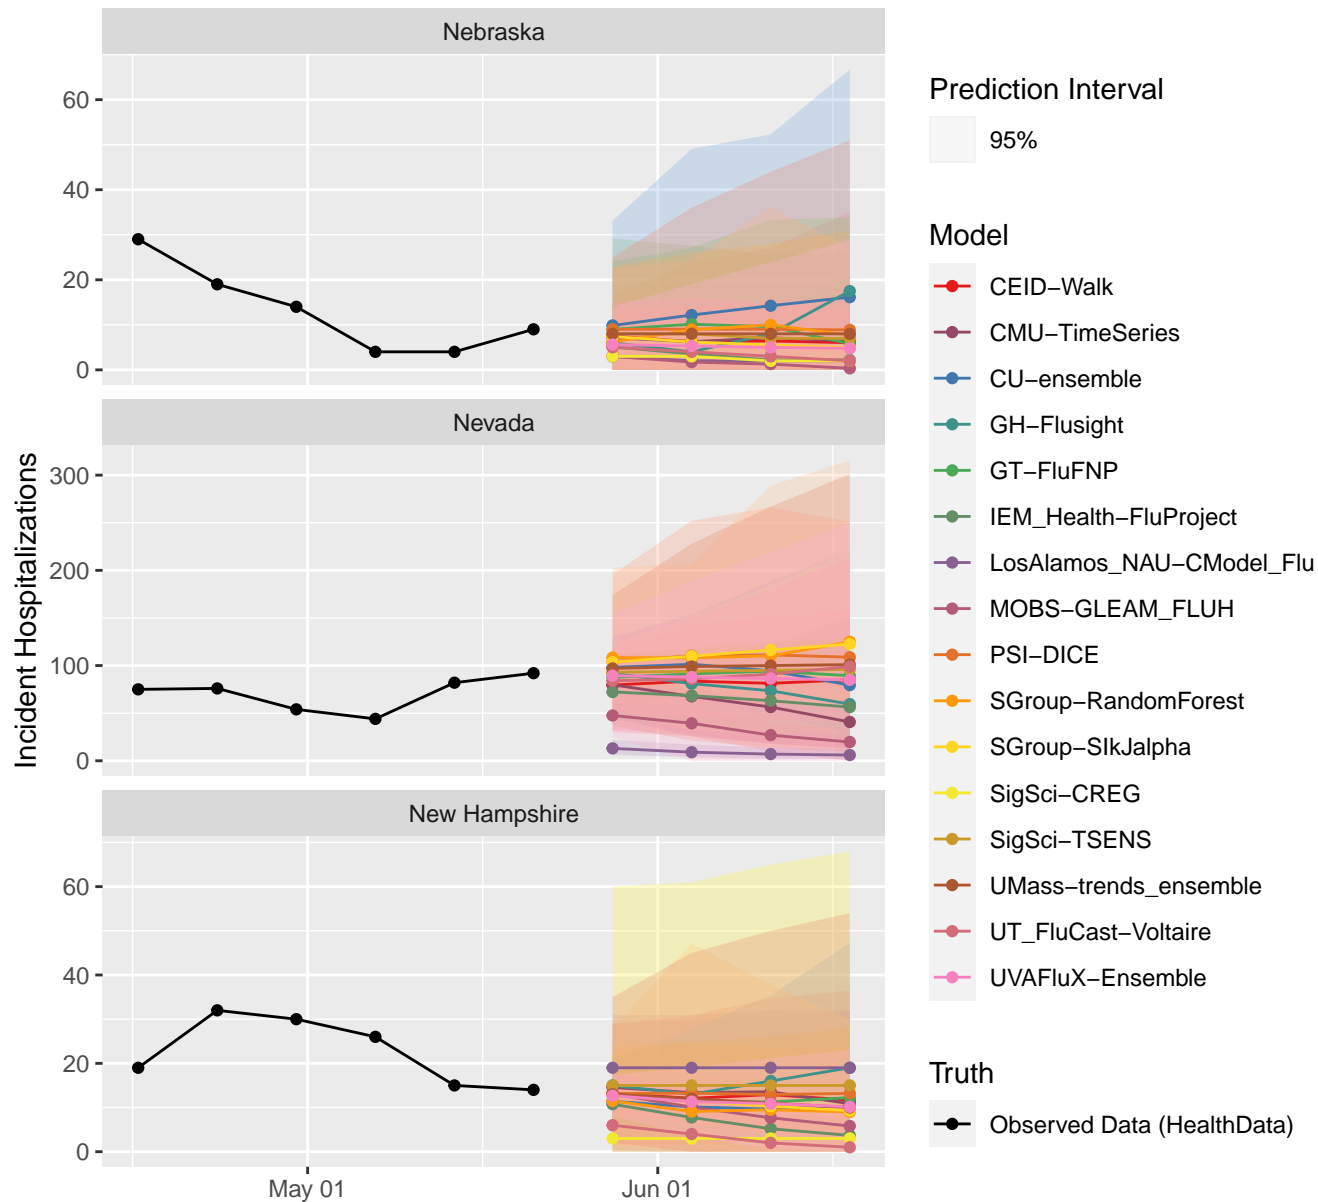 Nebraska
60
40
20
0
Nevada
300
200
100
0
New Hampshire
60
40
20
0
May 01
Jun 01
Incident Hospitalizations
Prediction Interval
95%
Model
CEID−Walk
CMU−TimeSeries
CU−ensemble
GH−Flusight
GT−FluFNP
IEM_Health−FluProject
LosAlamos_NAU−CModel_Flu
MOBS−GLEAM_FLUH
PSI−DICE
SGroup−RandomForest
SGroup−SIkJalpha
SigSci−CREG
SigSci−TSENS
UMass−trends_ensemble
UT_FluCast−Voltaire
UVAFluX−Ensemble
Truth
Observed Data (HealthData)